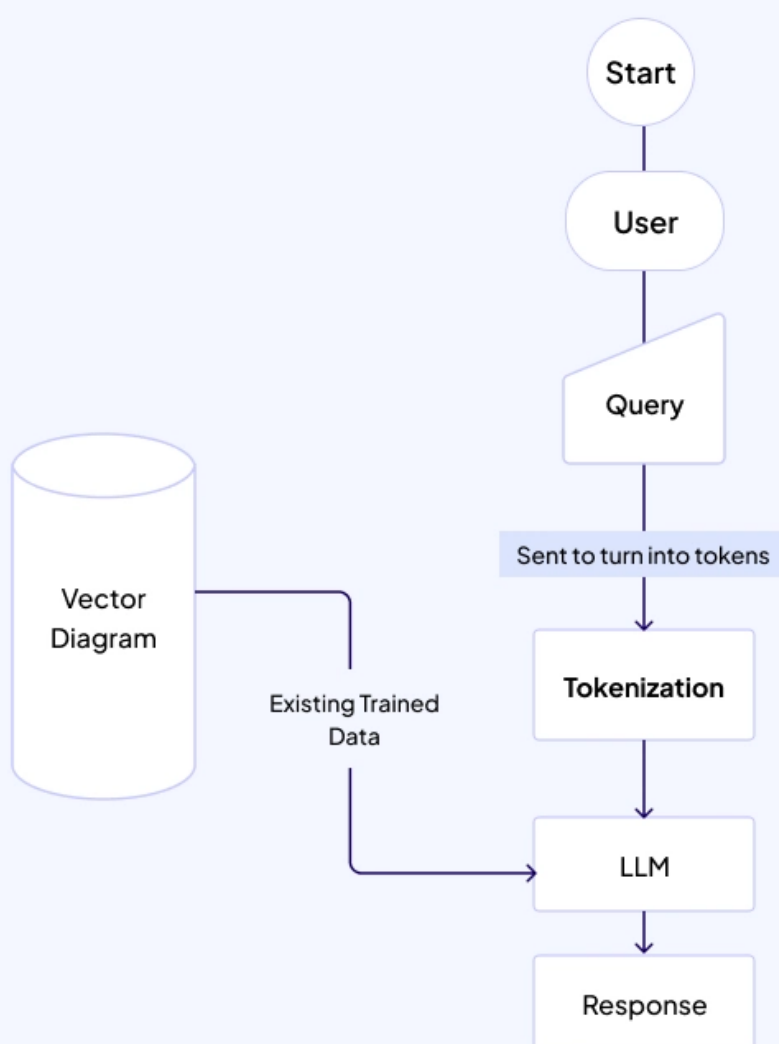 Start
User
Query
Sent to turn into tokens
Vector
Diagram
Tokenization
Existing Trained
Data
LLM
Response